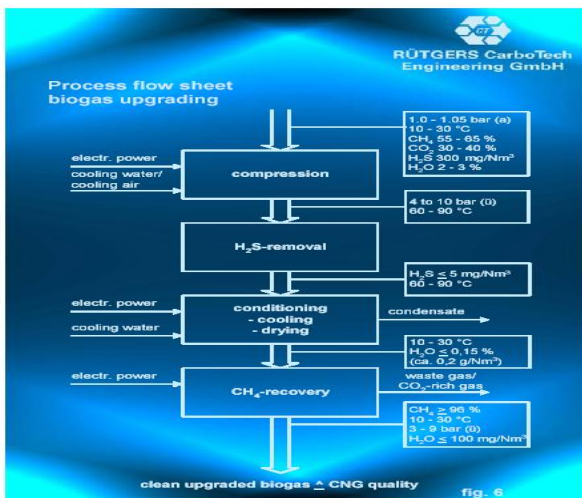 CT
RÜTGERS CarboTech
Engineering GmbH
Process flow sheet
biogas upgrading
1.0 - 1.05 bar (a)
10 - 30 °C
CH₄ 55 - 65 %
CO₂ 30 - 40 %
H₂S 300 mg/Nm³
H₂O 2 - 3 %
electr. power
cooling water/
cooling air
compression
4 to 10 bar (ü)
60 - 90 °C
H₂S-removal
H₂S ≤ 5 mg/Nm³
60 - 90 °C
electr. power
cooling water
conditioning
- cooling
- drying
condensate
10 - 30 °C
H₂O ≤ 0,15 %
(ca. 0,2 g/Nm³)
electr. power
CH₄-recovery
waste gas/
CO₂-rich gas
CH₄ ≥ 96 %
10 - 30 °C
3 - 9 bar (ü)
H₂O ≤ 100 mg/Nm³
clean upgraded biogas ≙ CNG quality
fig. 6